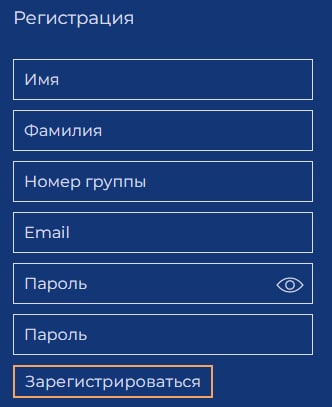 Регистрация
Имя
Фамилия
Номер группы
Email
Пароль
Пароль
Зарегистрироваться